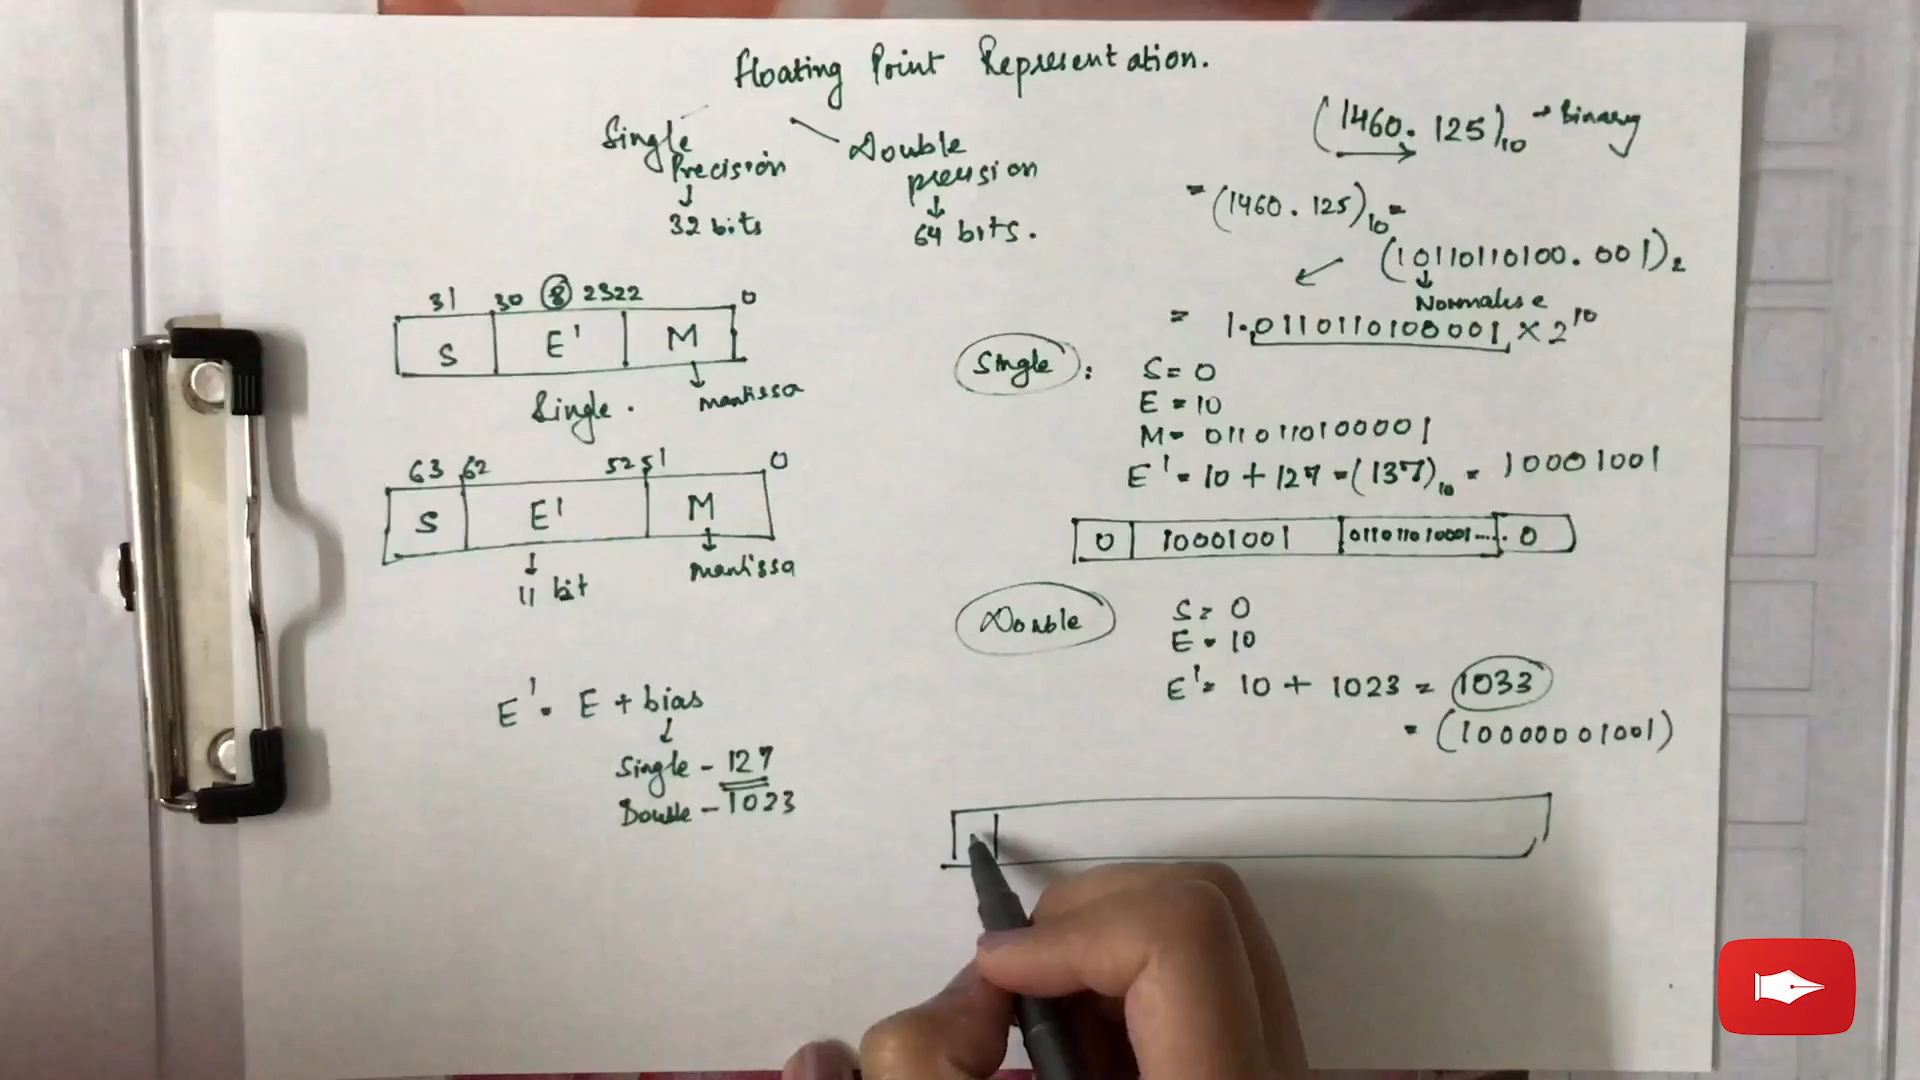 Floating Point Representation.
Single Precision
↓
32 bits
Double precision
↓
64 bits.
31 30 8 2322 0
S E' M
↓
mantissa
Single.
63 62 52 51 0
S E' M
↓ ↓
11 bit mantissa
E' = E + bias
↓
Single - 127
Double - 1023
(1460.125)10 → Binary
= (1460.125)10 =
(10110110100.001)2
↓
Normalise
= 1.0110110100001 × 2^10
Single :
S = 0
E = 10
M = 0110110100001
E' = 10 + 127 = (137)10 = 10001001
0 10001001 011011010001..... 0
Double
S = 0
E = 10
E' = 10 + 1023 = 1033
= (10000001001)